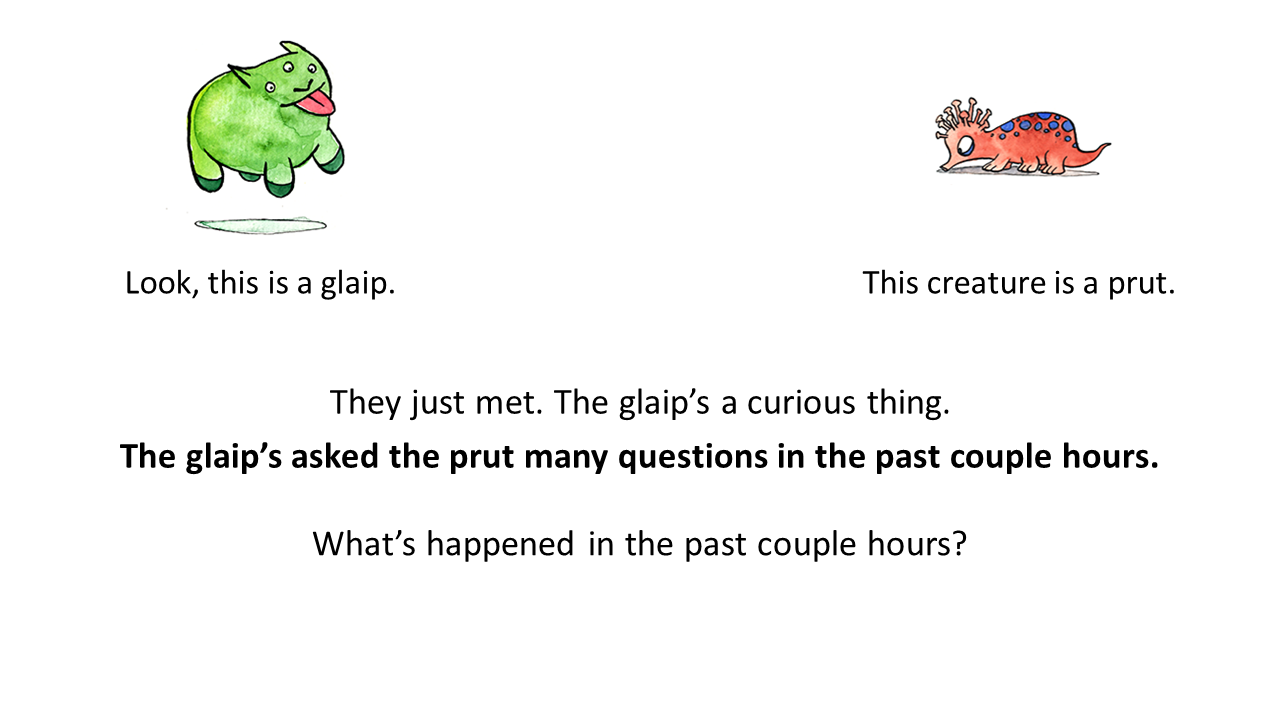 Look, this is a glaip.
This creature is a prut.
They just met. The glaip’s a curious thing.
The glaip’s asked the prut many questions in the past couple hours.
What’s happened in the past couple hours?